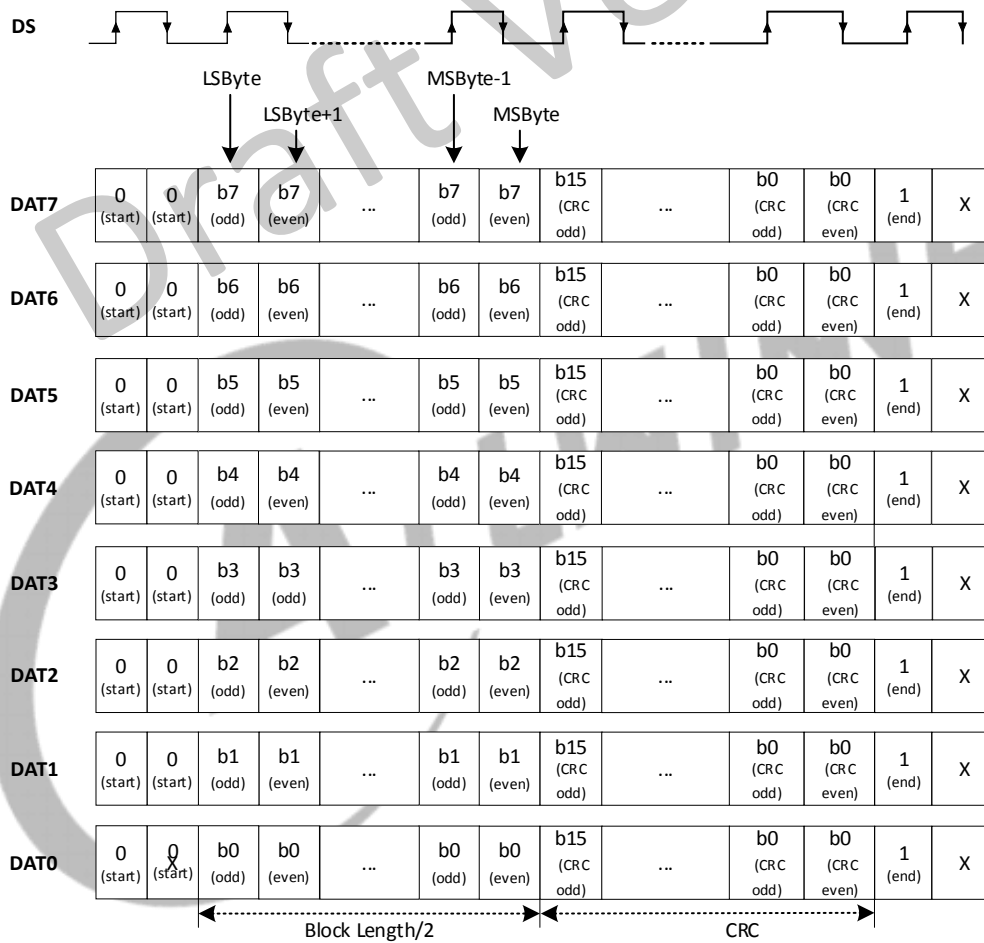 DS
LSByte
MSByte-1
LSByte+1
MSByte
DAT7 0 (start) 0 (start) b7 (odd) b7 (even) ... b7 (odd) b7 (even) b15 (CRC odd) ... b0 (CRC odd) b0 (CRC even) 1 (end) X
DAT6 0 (start) 0 (start) b6 (odd) b6 (even) ... b6 (odd) b6 (even) b15 (CRC odd) ... b0 (CRC odd) b0 (CRC even) 1 (end) X
DAT5 0 (start) 0 (start) b5 (odd) b5 (even) ... b5 (odd) b5 (even) b15 (CRC odd) ... b0 (CRC odd) b0 (CRC even) 1 (end) X
DAT4 0 (start) 0 (start) b4 (odd) b4 (even) ... b4 (odd) b4 (even) b15 (CRC odd) ... b0 (CRC odd) b0 (CRC even) 1 (end) X
DAT3 0 (start) 0 (start) b3 (odd) b3 (odd) ... b3 (odd) b3 (even) b15 (CRC odd) ... b0 (CRC odd) b0 (CRC even) 1 (end) X
DAT2 0 (start) 0 (start) b2 (odd) b2 (even) ... b2 (odd) b2 (even) b15 (CRC odd) ... b0 (CRC odd) b0 (CRC even) 1 (end) X
DAT1 0 (start) 0 (start) b1 (odd) b1 (even) ... b1 (odd) b1 (even) b15 (CRC odd) ... b0 (CRC odd) b0 (CRC even) 1 (end) X
DAT0 0 (start) 0 X (start) b0 (odd) b0 (even) ... b0 (odd) b0 (even) b15 (CRC odd) ... b0 (CRC odd) b0 (CRC even) 1 (end) X
Block Length/2
CRC
Draft